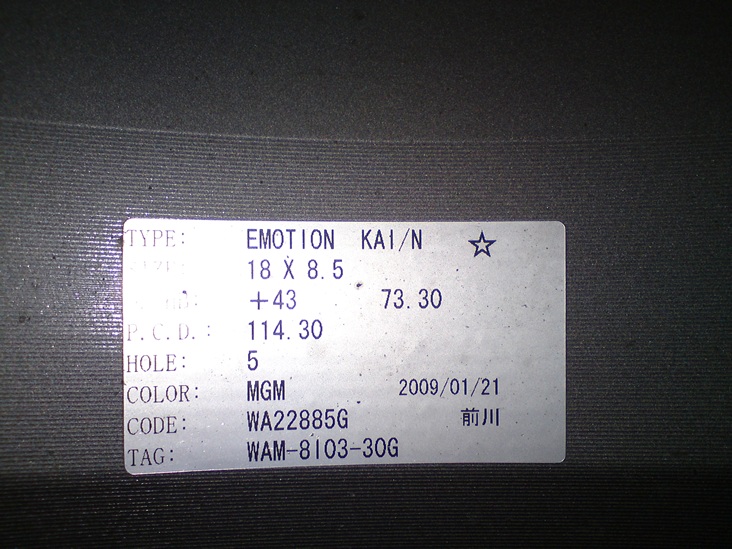 TYPE: EMOTION KAI/N ☆
18 X 8.5
+43 73.30
P.C.D.: 114.30
HOLE: 5
COLOR: MGM 2009/01/21
CODE: WA22885G 前川
TAG: WAM-8103-30G